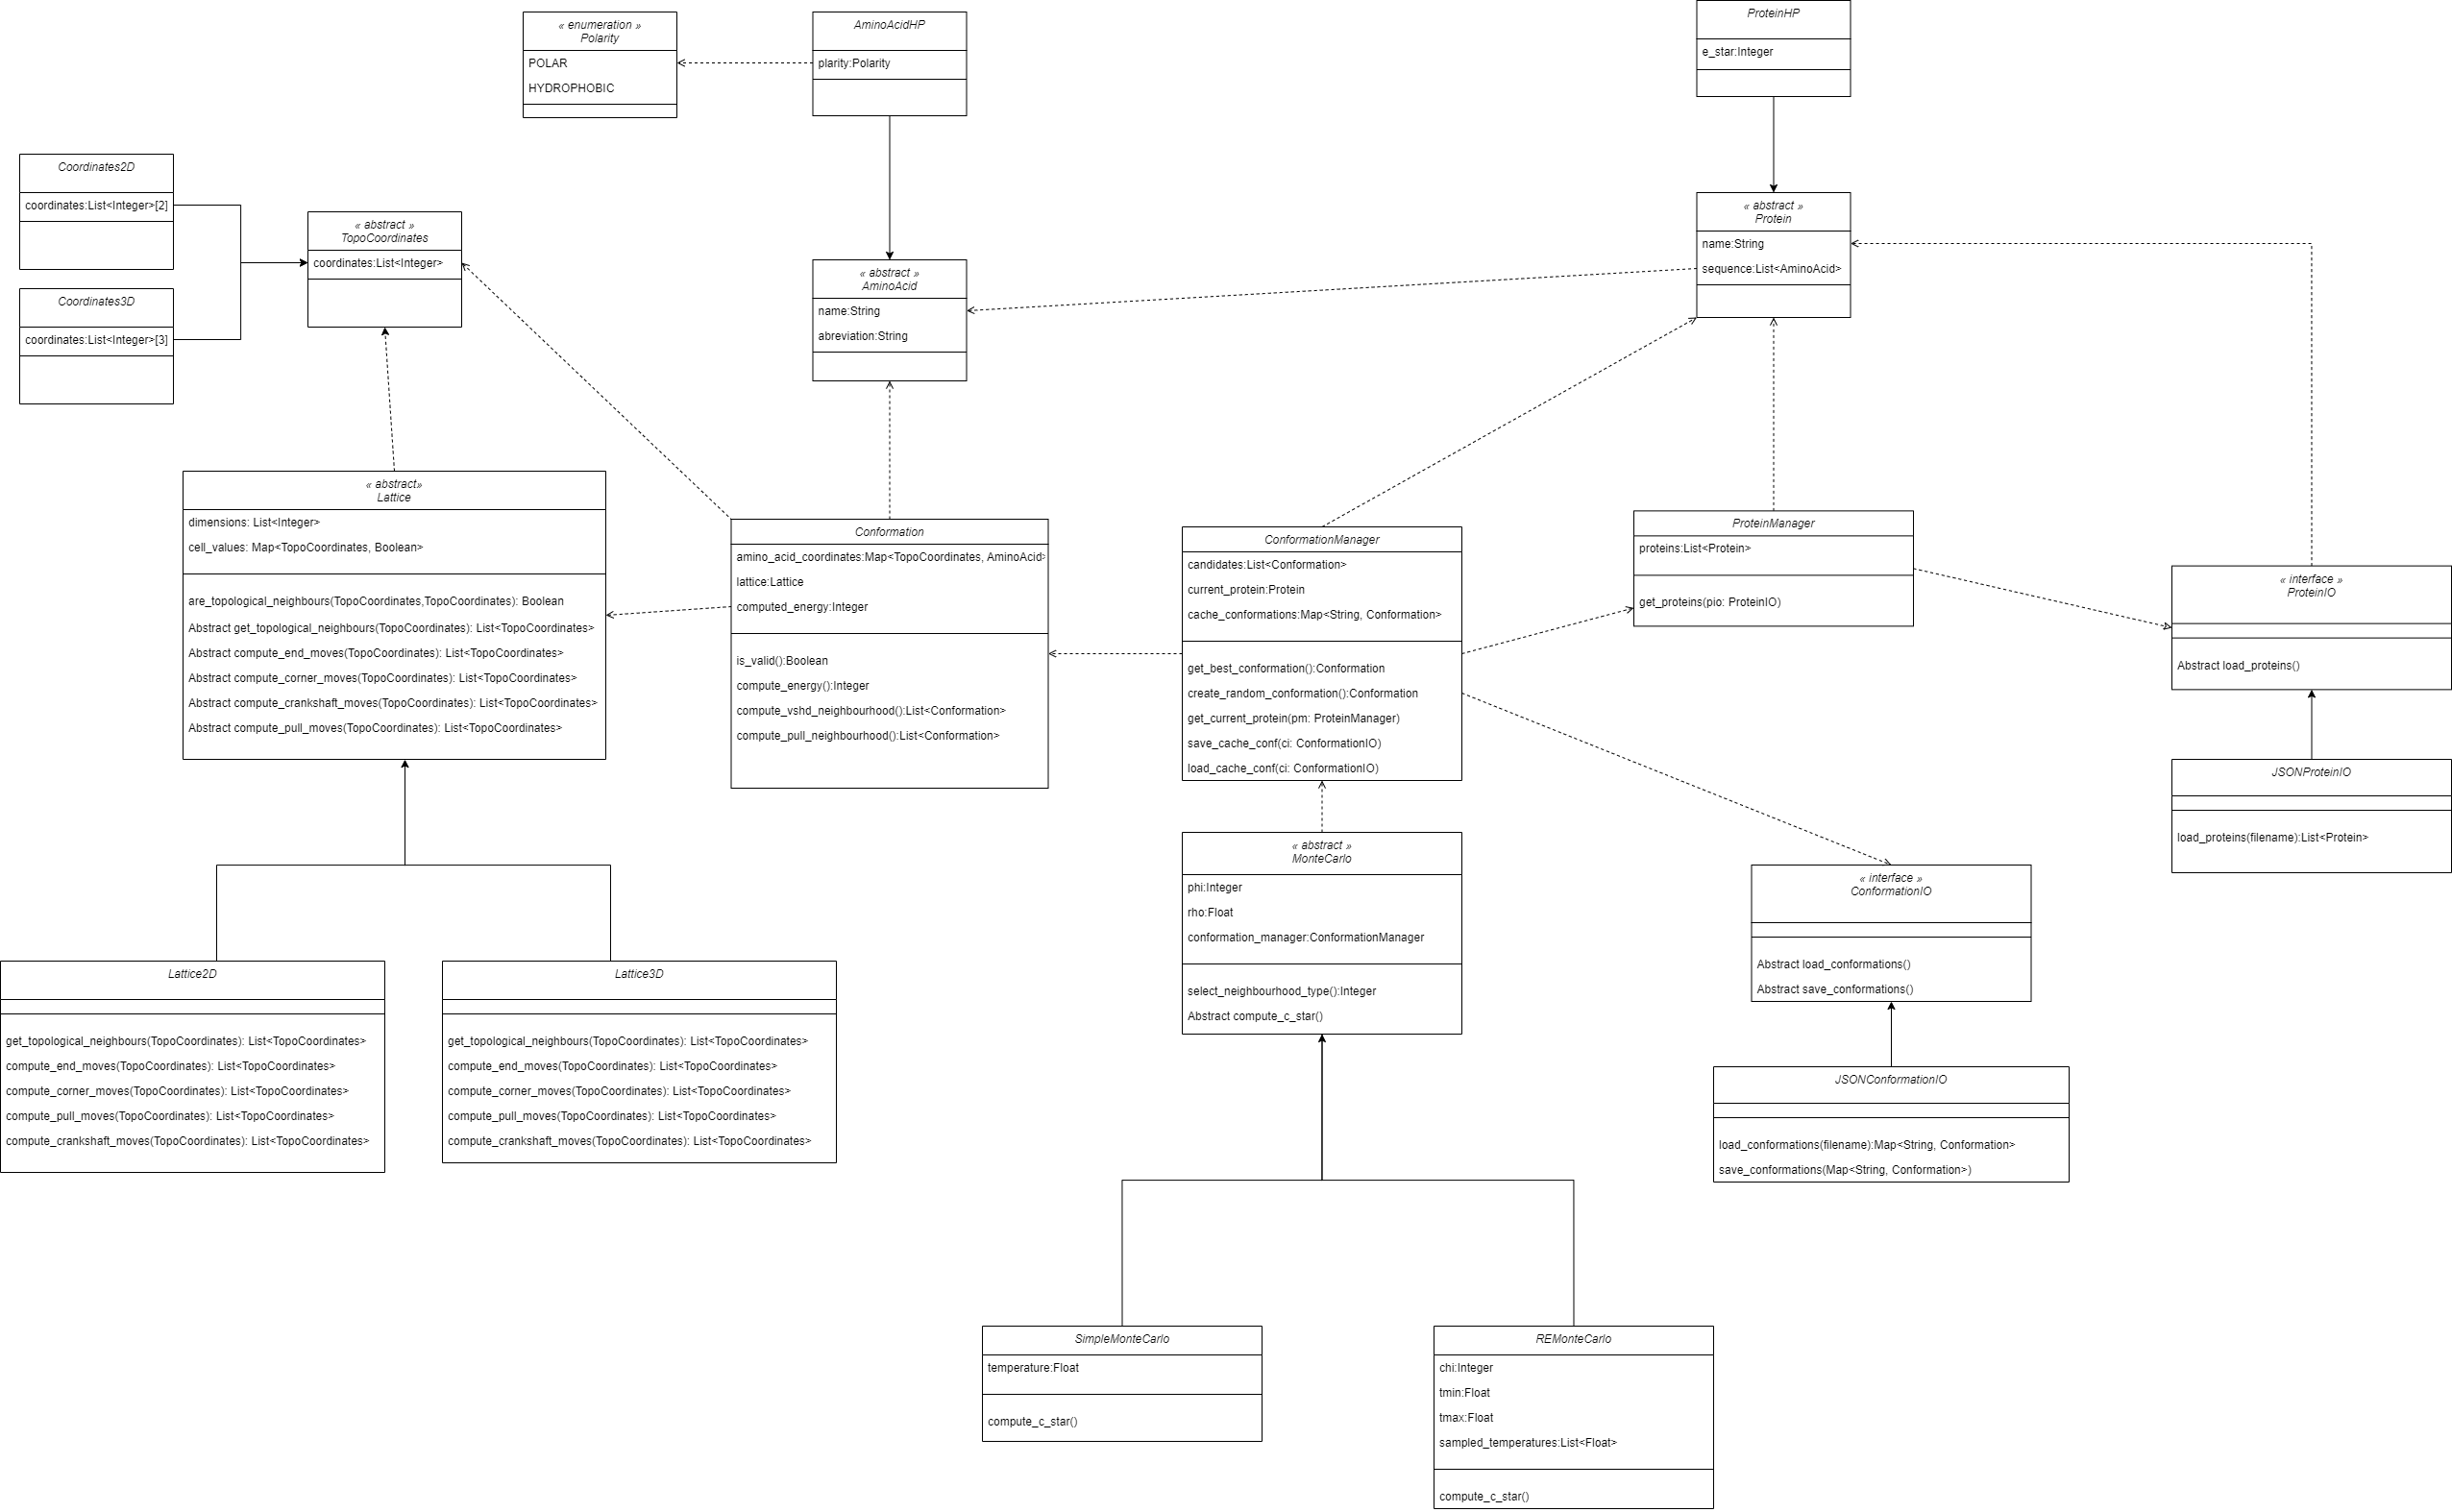 « enumeration »
Polarity
POLAR
HYDROPHOBIC
AminoAcidHP
plarity:Polarity
ProteinHP
e_star:Integer
Coordinates2D
coordinates:List<Integer>[2]
Coordinates3D
coordinates:List<Integer>[3]
« abstract »
TopoCoordinates
coordinates:List<Integer>
« abstract »
AminoAcid
name:String
abreviation:String
« abstract »
Protein
name:String
sequence:List<AminoAcid>
« abstract»
Lattice
dimensions: List<Integer>
cell_values: Map<TopoCoordinates, Boolean>
are_topological_neighbours(TopoCoordinates,TopoCoordinates): Boolean
Abstract get_topological_neighbours(TopoCoordinates): List<TopoCoordinates>
Abstract compute_end_moves(TopoCoordinates): List<TopoCoordinates>
Abstract compute_corner_moves(TopoCoordinates): List<TopoCoordinates>
Abstract compute_crankshaft_moves(TopoCoordinates): List<TopoCoordinates>
Abstract compute_pull_moves(TopoCoordinates): List<TopoCoordinates>
Conformation
amino_acid_coordinates:Map<TopoCoordinates, AminoAcid>
lattice:Lattice
computed_energy:Integer
is_valid():Boolean
compute_energy():Integer
compute_vshd_neighbourhood():List<Conformation>
compute_pull_neighbourhood():List<Conformation>
ConformationManager
candidates:List<Conformation>
current_protein:Protein
cache_conformations:Map<String, Conformation>
get_best_conformation():Conformation
create_random_conformation():Conformation
get_current_protein(pm: ProteinManager)
save_cache_conf(ci: ConformationIO)
load_cache_conf(ci: ConformationIO)
ProteinManager
proteins:List<Protein>
get_proteins(pio: ProteinIO)
« interface »
ProteinIO
Abstract load_proteins()
JSONProteinIO
load_proteins(filename):List<Protein>
« abstract »
MonteCarlo
phi:Integer
rho:Float
conformation_manager:ConformationManager
select_neighbourhood_type():Integer
Abstract compute_c_star()
« interface »
ConformationIO
Abstract load_conformations()
Abstract save_conformations()
Lattice2D
get_topological_neighbours(TopoCoordinates): List<TopoCoordinates>
compute_end_moves(TopoCoordinates): List<TopoCoordinates>
compute_corner_moves(TopoCoordinates): List<TopoCoordinates>
compute_pull_moves(TopoCoordinates): List<TopoCoordinates>
compute_crankshaft_moves(TopoCoordinates): List<TopoCoordinates>
Lattice3D
get_topological_neighbours(TopoCoordinates): List<TopoCoordinates>
compute_end_moves(TopoCoordinates): List<TopoCoordinates>
compute_corner_moves(TopoCoordinates): List<TopoCoordinates>
compute_pull_moves(TopoCoordinates): List<TopoCoordinates>
compute_crankshaft_moves(TopoCoordinates): List<TopoCoordinates>
JSONConformationIO
load_conformations(filename):Map<String, Conformation>
save_conformations(Map<String, Conformation>)
SimpleMonteCarlo
temperature:Float
compute_c_star()
REMonteCarlo
chi:Integer
tmin:Float
tmax:Float
sampled_temperatures:List<Float>
compute_c_star()